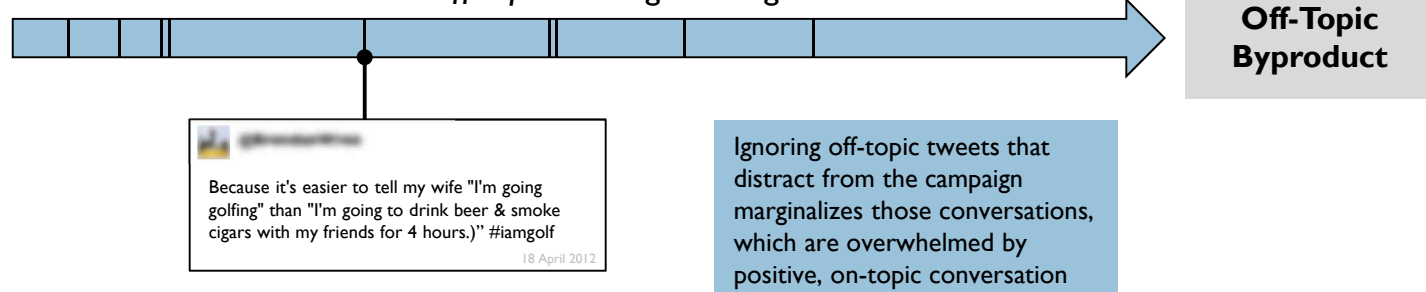 Off-Topic
Byproduct
Because it's easier to tell my wife "I'm going
golfing" than "I'm going to drink beer & smoke
cigars with my friends for 4 hours.)” #iamgolf
18 April 2012
Ignoring off-topic tweets that
distract from the campaign
marginalizes those conversations,
which are overwhelmed by
positive, on-topic conversation